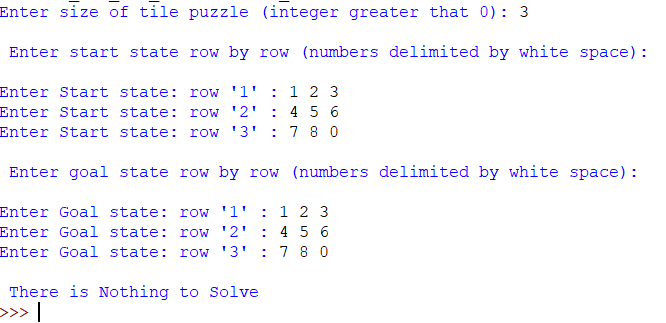 Enter size of tile puzzle (integer greater that 0): 3
Enter start state row by row (numbers delimited by white space):
Enter Start state: row '1' : 1 2 3
Enter Start state: row '2' : 4 5 6
Enter Start state: row '3' : 7 8 0
Enter goal state row by row (numbers delimited by white space):
Enter Goal state: row '1' : 1 2 3
Enter Goal state: row '2' : 4 5 6
Enter Goal state: row '3' : 7 8 0
There is Nothing to Solve
>>>